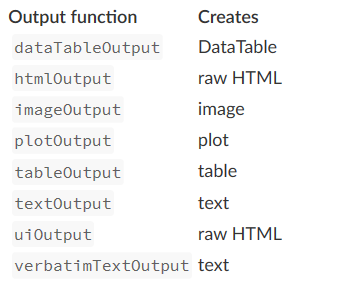 Output function Creates
dataTableOutput DataTable
htmlOutput raw HTML
imageOutput image
plotOutput plot
tableOutput table
textOutput text
uiOutput raw HTML
verbatimTextOutput text